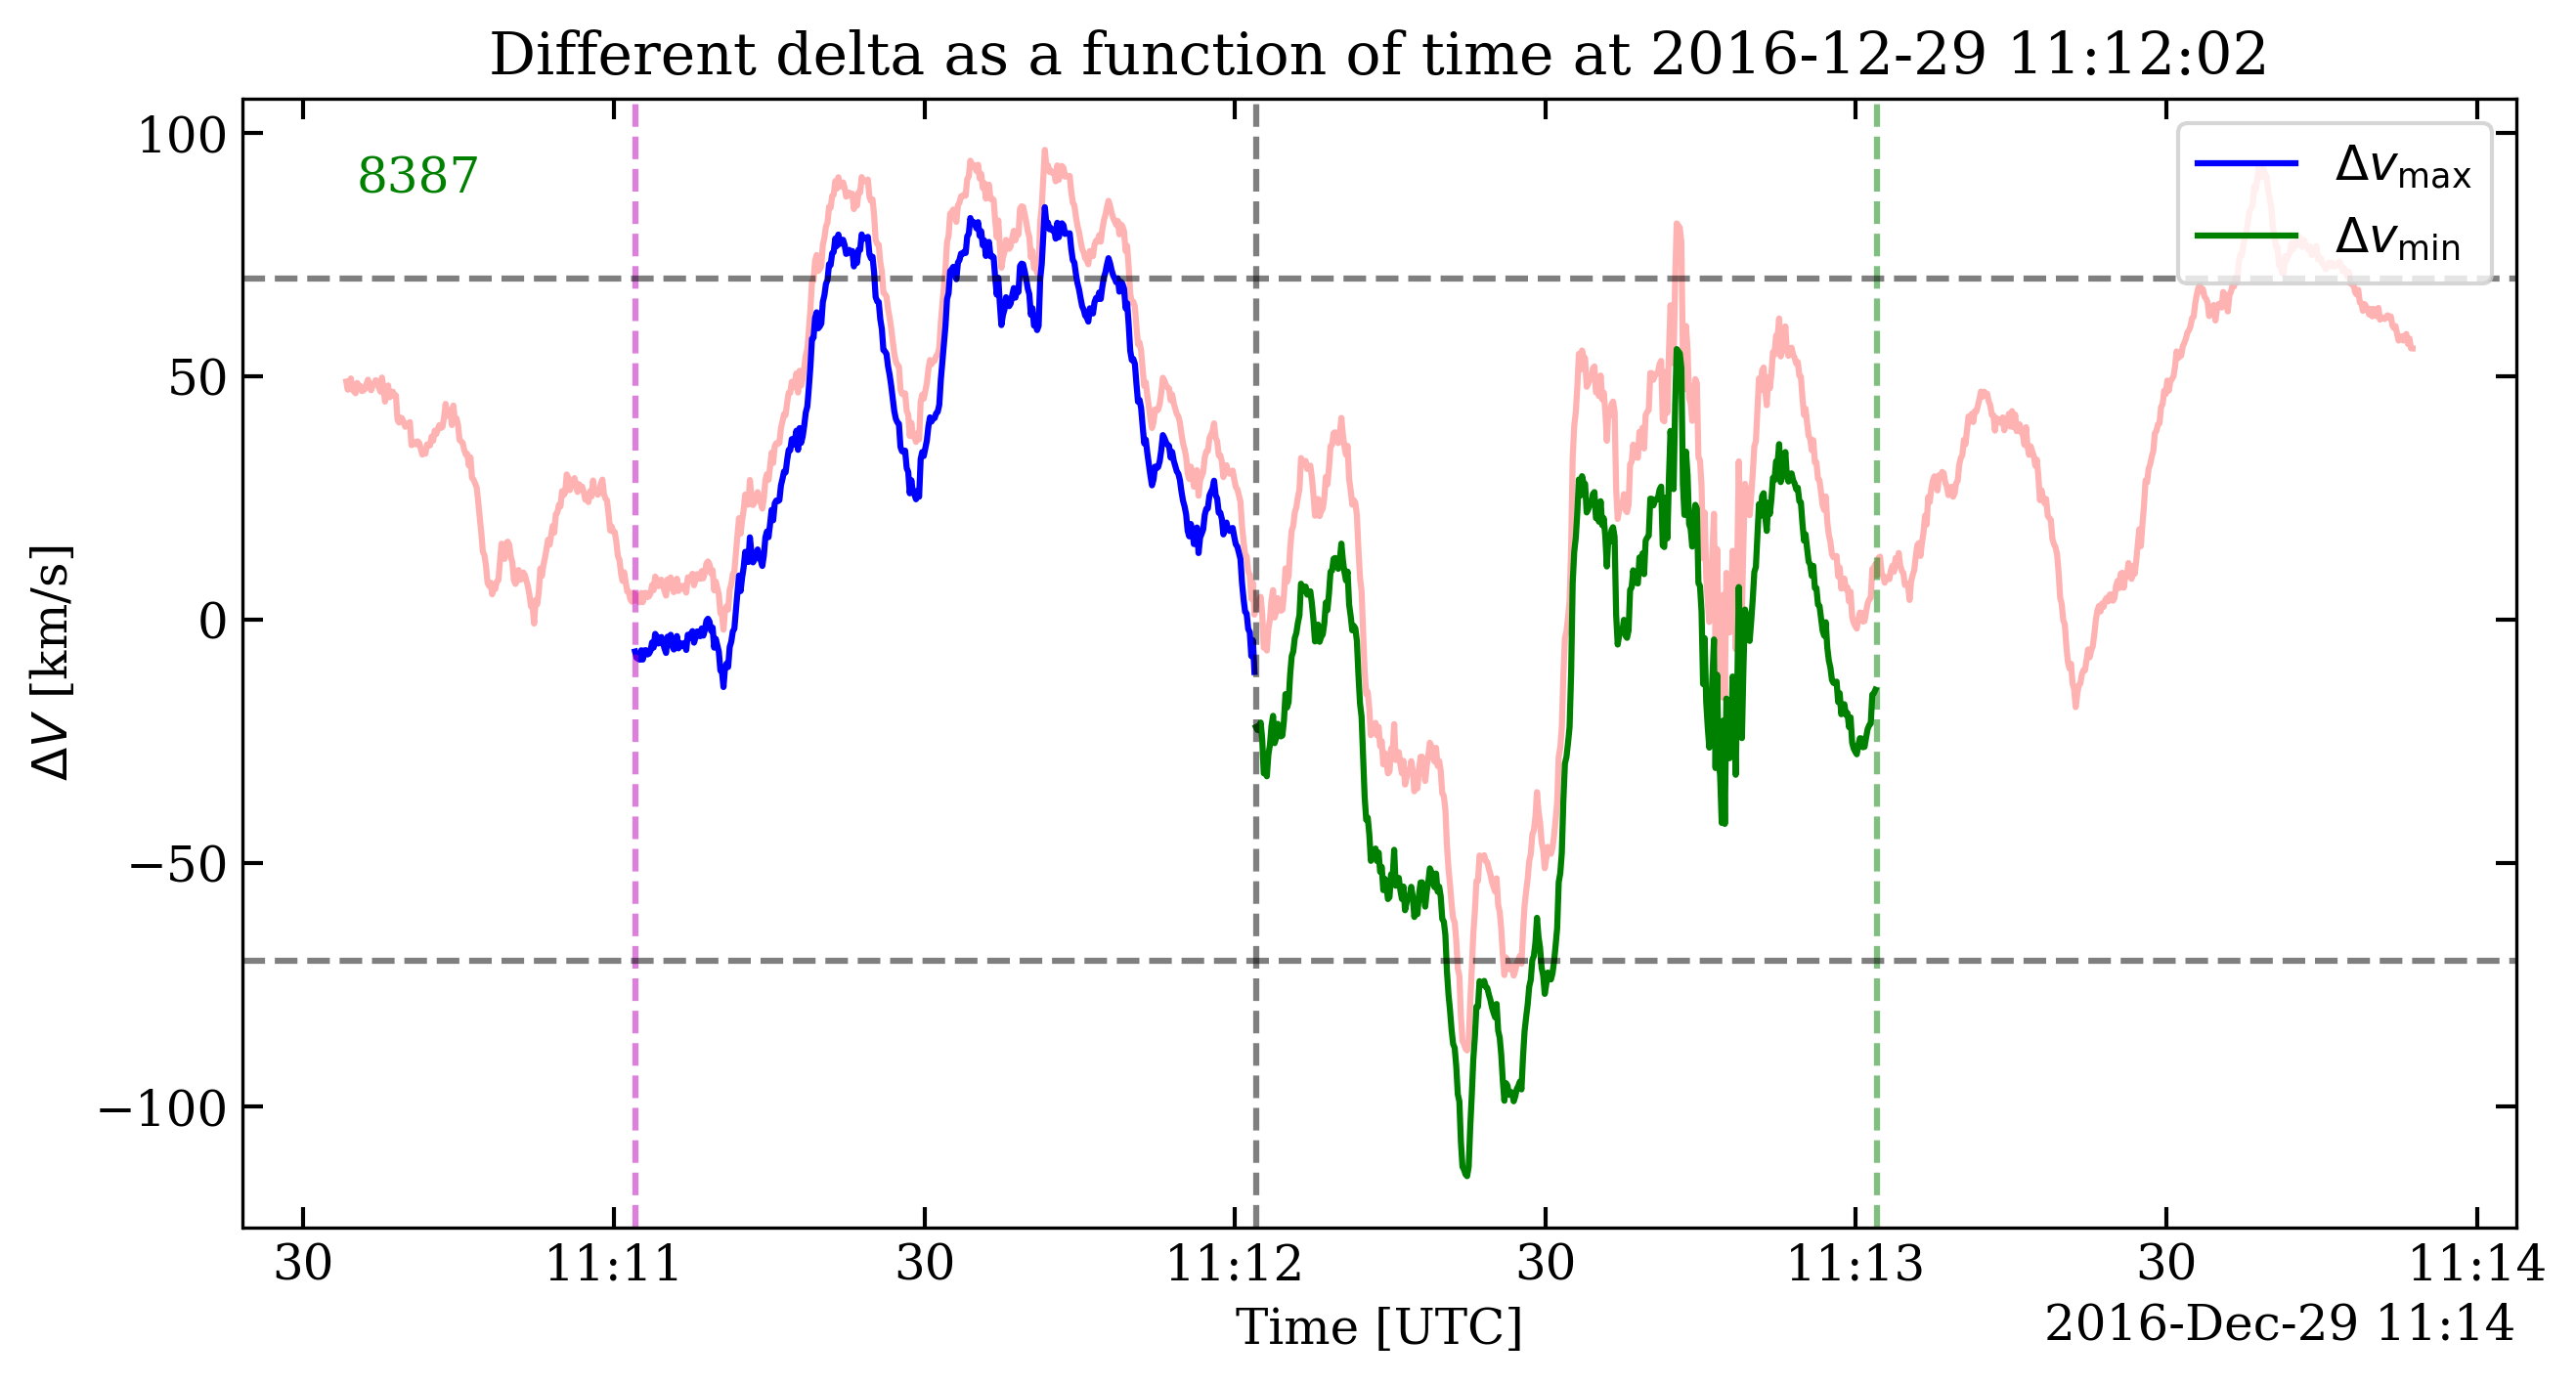 Different delta as a function of time at 2016-12-29 11:12:02
8387
Δv_max
Δv_min
100
50
0
−50
−100
ΔV [km/s]
30 11:11 30 11:12 30 11:13 30 11:14
Time [UTC]
2016-Dec-29 11:14